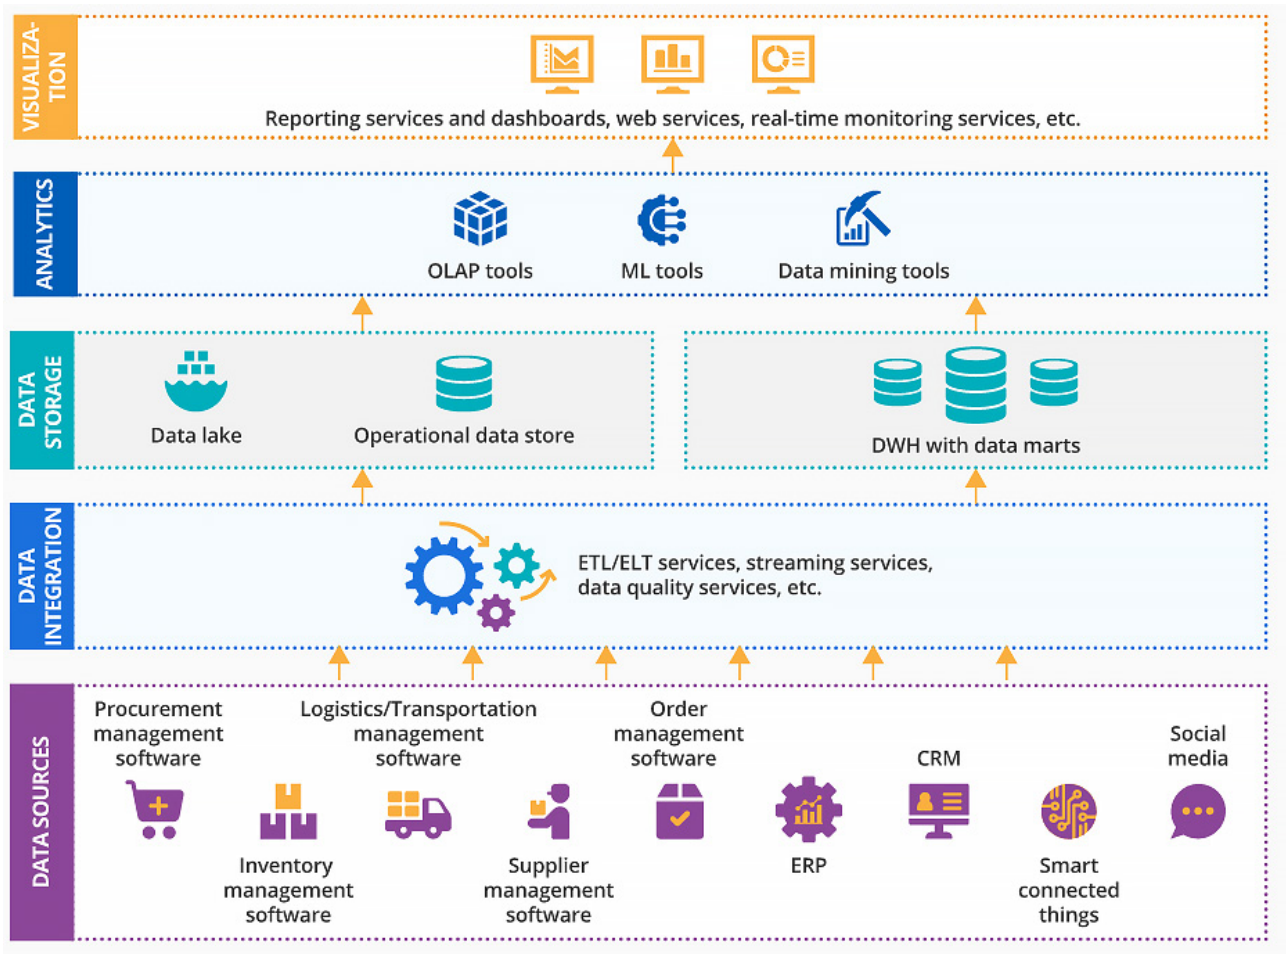 VISUALIZA-
TION
Reporting services and dashboards, web services, real-time monitoring services, etc.
ANALYTICS
OLAP tools
ML tools
Data mining tools
DATA
STORAGE
Data lake
Operational data store
DWH with data marts
DATA
INTEGRATION
ETL/ELT services, streaming services,
data quality services, etc.
DATA SOURCES
Procurement
management
software
Inventory
management
software
Logistics/Transportation
management
software
Supplier
management
software
Order
management
software
ERP
CRM
Smart
connected
things
Social
media